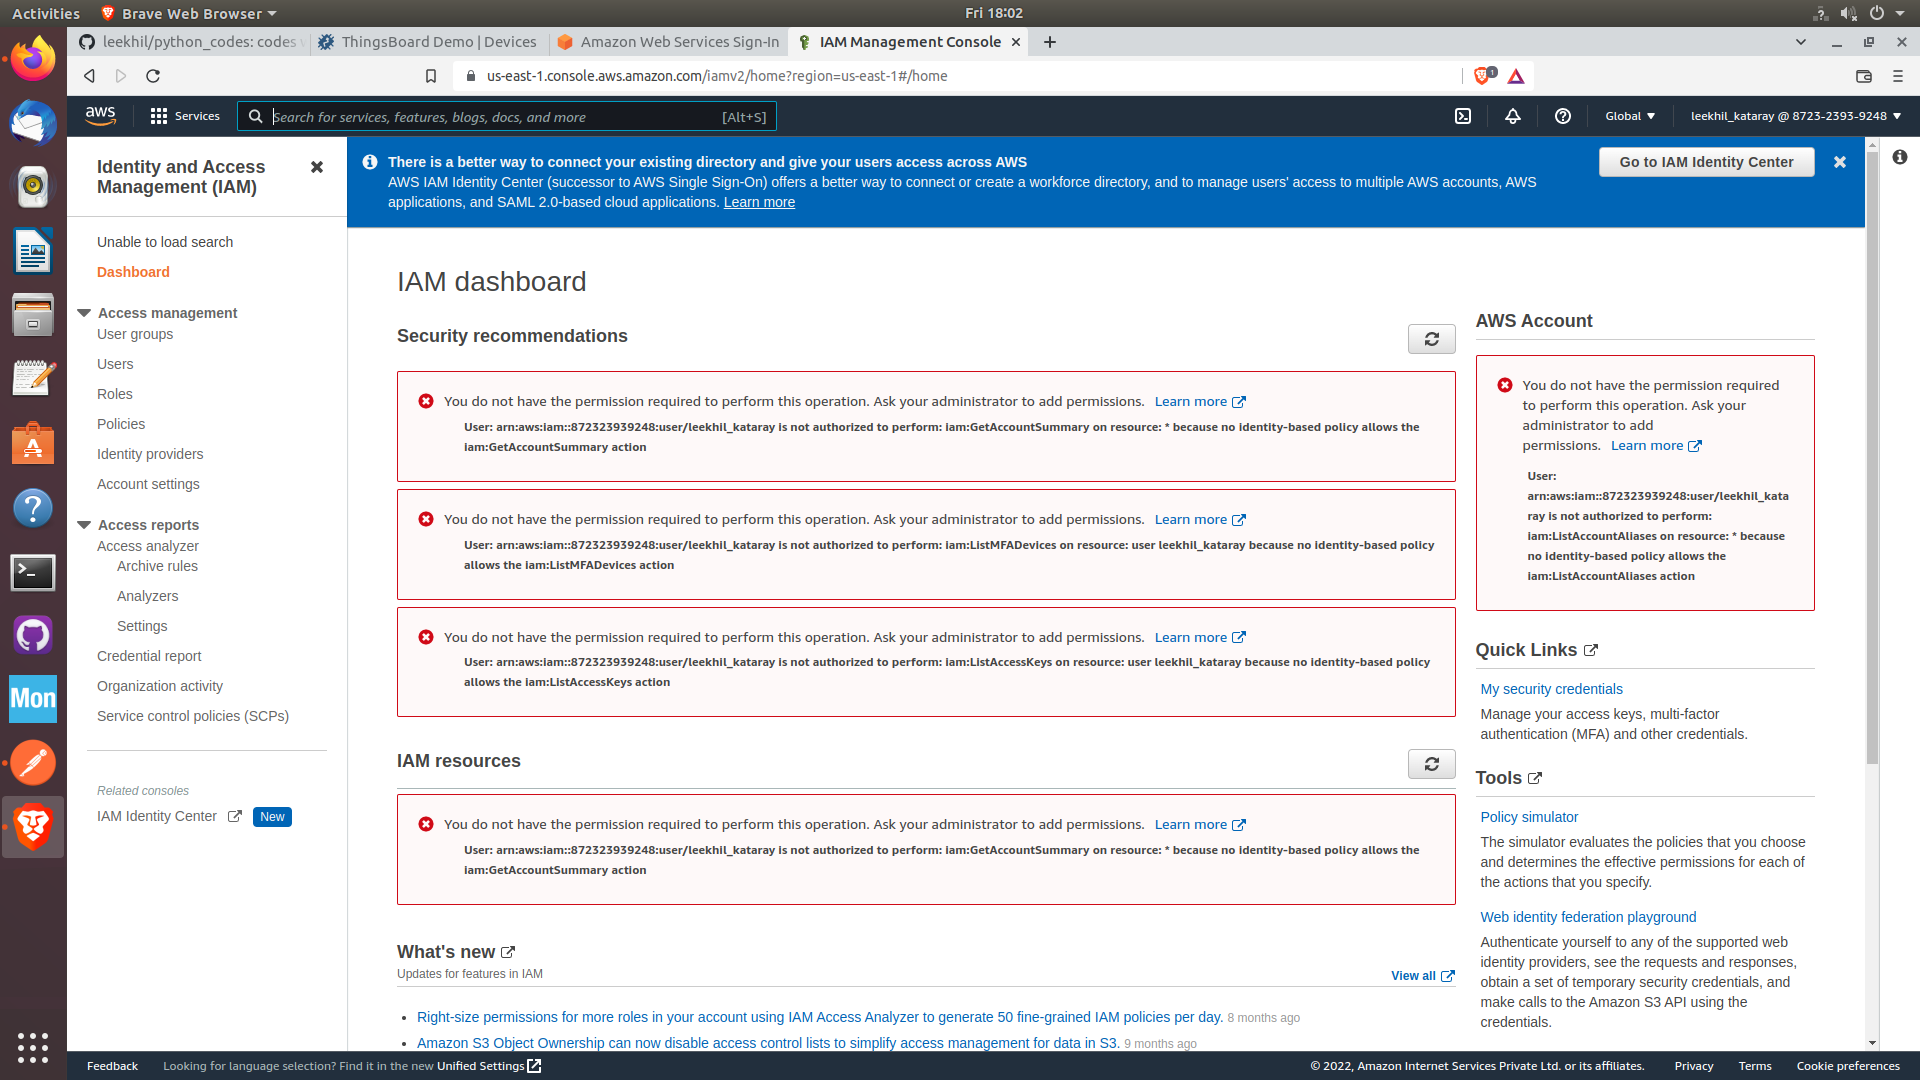 Activities
Brave Web Browser
Fri 18:02
leekhil/python_codes: codes w
ThingsBoard Demo | Devices
Amazon Web Services Sign-In
IAM Management Console
us-east-1.console.aws.amazon.com/iamv2/home?region=us-east-1#/home
1
aws
Services
Search for services, features, blogs, docs, and more
[Alt+S]
Global
leekhil_kataray @ 8723-2393-9248
Identity and Access
Management (IAM)
Unable to load search
Dashboard
Access management
User groups
Users
Roles
Policies
Identity providers
Account settings
Access reports
Access analyzer
Archive rules
Analyzers
Settings
Credential report
Organization activity
Service control policies (SCPs)
Related consoles
IAM Identity Center
New
Mon
There is a better way to connect your existing directory and give your users access across AWS
AWS IAM Identity Center (successor to AWS Single Sign-On) offers a better way to connect or create a workforce directory, and to manage users' access to multiple AWS accounts, AWS
applications, and SAML 2.0-based cloud applications. Learn more
Go to IAM Identity Center
IAM dashboard
Security recommendations
You do not have the permission required to perform this operation. Ask your administrator to add permissions. Learn more
User: arn:aws:iam::872323939248:user/leekhil_kataray is not authorized to perform: iam:GetAccountSummary on resource: * because no identity-based policy allows the
iam:GetAccountSummary action
You do not have the permission required to perform this operation. Ask your administrator to add permissions. Learn more
User: arn:aws:iam::872323939248:user/leekhil_kataray is not authorized to perform: iam:ListMFADevices on resource: user leekhil_kataray because no identity-based policy
allows the iam:ListMFADevices action
You do not have the permission required to perform this operation. Ask your administrator to add permissions. Learn more
User: arn:aws:iam::872323939248:user/leekhil_kataray is not authorized to perform: iam:ListAccessKeys on resource: user leekhil_kataray because no identity-based policy
allows the iam:ListAccessKeys action
IAM resources
You do not have the permission required to perform this operation. Ask your administrator to add permissions. Learn more
User: arn:aws:iam::872323939248:user/leekhil_kataray is not authorized to perform: iam:GetAccountSummary on resource: * because no identity-based policy allows the
iam:GetAccountSummary action
What's new
Updates for features in IAM
View all
Right-size permissions for more roles in your account using IAM Access Analyzer to generate 50 fine-grained IAM policies per day. 8 months ago
Amazon S3 Object Ownership can now disable access control lists to simplify access management for data in S3. 9 months ago
AWS Account
You do not have the permission required
to perform this operation. Ask your
administrator to add
permissions. Learn more
User:
arn:aws:iam::872323939248:user/leekhil_kata
ray is not authorized to perform:
iam:ListAccountAliases on resource: * because
no identity-based policy allows the
iam:ListAccountAliases action
Quick Links
My security credentials
Manage your access keys, multi-factor
authentication (MFA) and other credentials.
Tools
Policy simulator
The simulator evaluates the policies that you choose
and determines the effective permissions for each of
the actions that you specify.
Web identity federation playground
Authenticate yourself to any of the supported web
identity providers, see the requests and responses,
obtain a set of temporary security credentials, and
make calls to the Amazon S3 API using the
credentials.
Feedback
Looking for language selection? Find it in the new Unified Settings
© 2022, Amazon Internet Services Private Ltd. or its affiliates.
Privacy
Terms
Cookie preferences